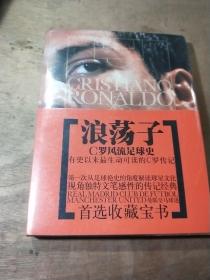 CRISTIANO
RONALDO
浪荡子
C罗风流足球史
有史以来最生动可读的C罗传记
第一次从足球艳史的角度解读球星文化
视角独特文笔感性的传记经典
REAL MADRID CLUB DE FUTBOL
MANCHESTER UNITED
首选收藏宝书